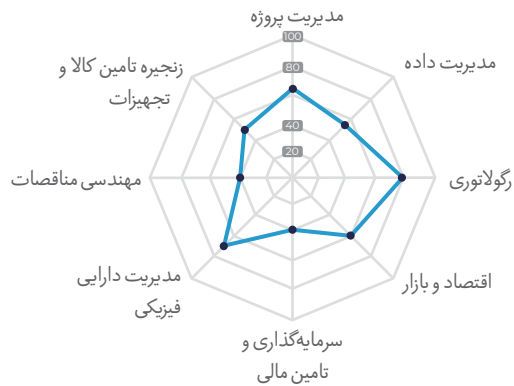 مدیریت پروژه
100
زنجیره تامین کالا و
تجهیزات
مدیریت داده
80
40
20
مهندسی مناقصات
رگولاتوری
مدیریت دارایی
فیزیکی
اقتصاد و بازار
سرمایه‌گذاری و
تامین مالی